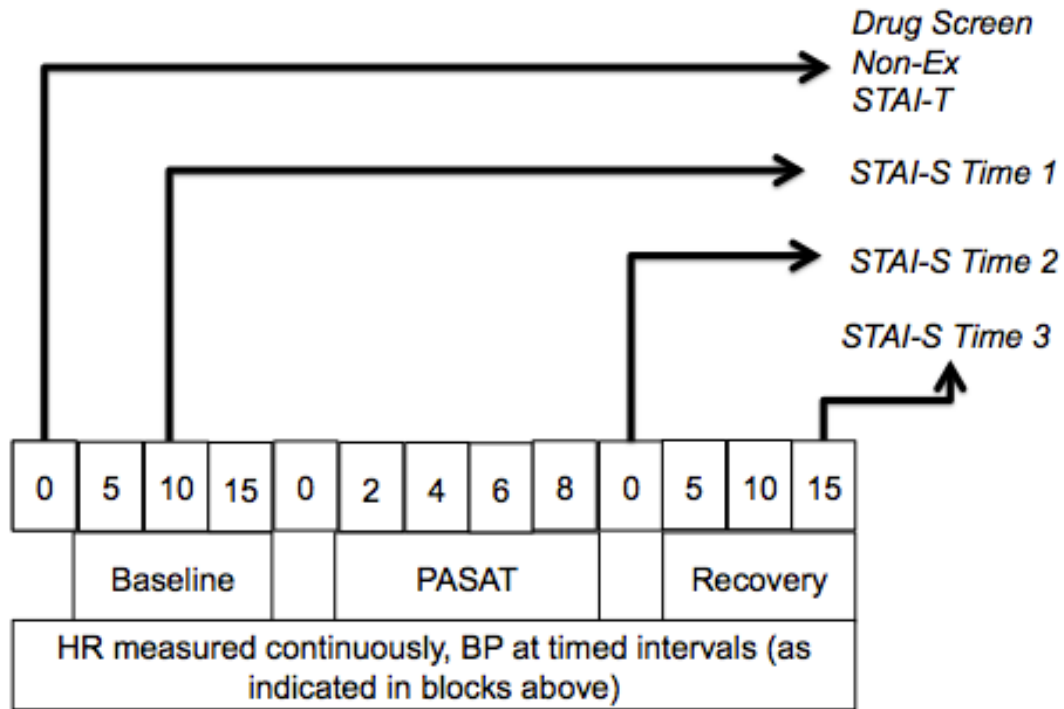 Drug Screen
Non-Ex
STAI-T
STAI-S Time 1
STAI-S Time 2
STAI-S Time 3
0 5 10 15 0 2 4 6 8 0 5 10 15
Baseline PASAT Recovery
HR measured continuously, BP at timed intervals (as
indicated in blocks above)